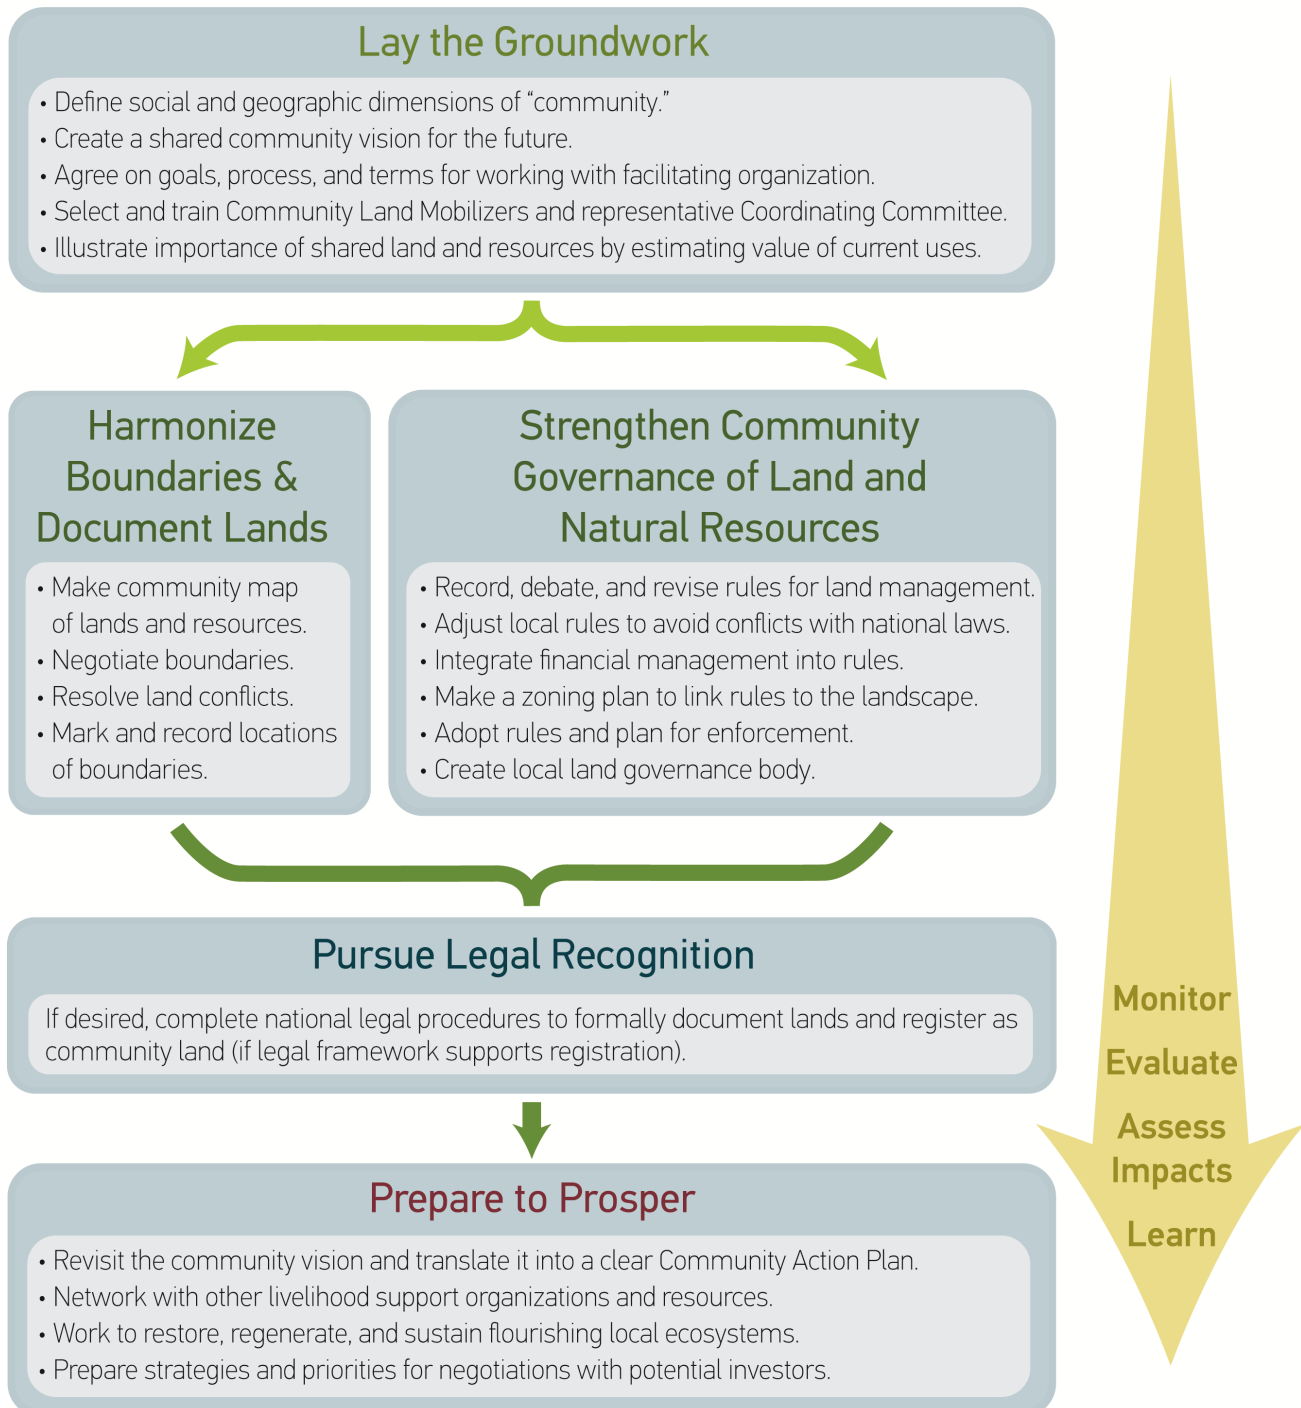 Lay the Groundwork
• Define social and geographic dimensions of “community.”
• Create a shared community vision for the future.
• Agree on goals, process, and terms for working with facilitating organization.
• Select and train Community Land Mobilizers and representative Coordinating Committee.
• Illustrate importance of shared land and resources by estimating value of current uses.
Harmonize
Boundaries &
Document Lands
• Make community map
of lands and resources.
• Negotiate boundaries.
• Resolve land conflicts.
• Mark and record locations
of boundaries.
Strengthen Community
Governance of Land and
Natural Resources
• Record, debate, and revise rules for land management.
• Adjust local rules to avoid conflicts with national laws.
• Integrate financial management into rules.
• Make a zoning plan to link rules to the landscape.
• Adopt rules and plan for enforcement.
• Create local land governance body.
Pursue Legal Recognition
If desired, complete national legal procedures to formally document lands and register as
community land (if legal framework supports registration).
Prepare to Prosper
• Revisit the community vision and translate it into a clear Community Action Plan.
• Network with other livelihood support organizations and resources.
• Work to restore, regenerate, and sustain flourishing local ecosystems.
• Prepare strategies and priorities for negotiations with potential investors.
Monitor
Evaluate
Assess
Impacts
Learn